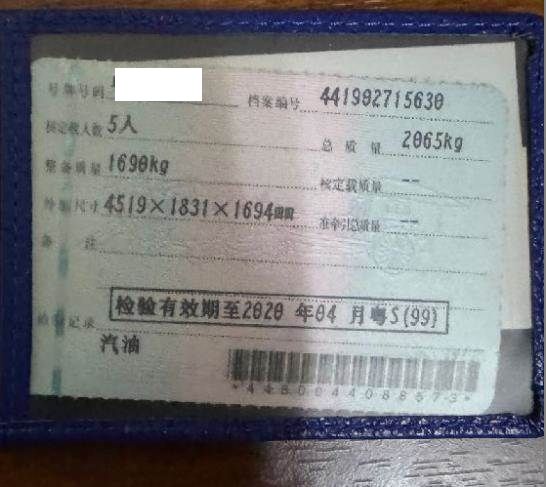 号牌号码 档案编号 441902715630
核定载人数 5人 总质量 2065kg
整备质量 1690kg 核定载质量 --
外廓尺寸 4519×1831×1694mm 准牵引总质量 --
备注
检验记录 检验有效期至2020年04月粤S(99)
汽油
*4480044088573*